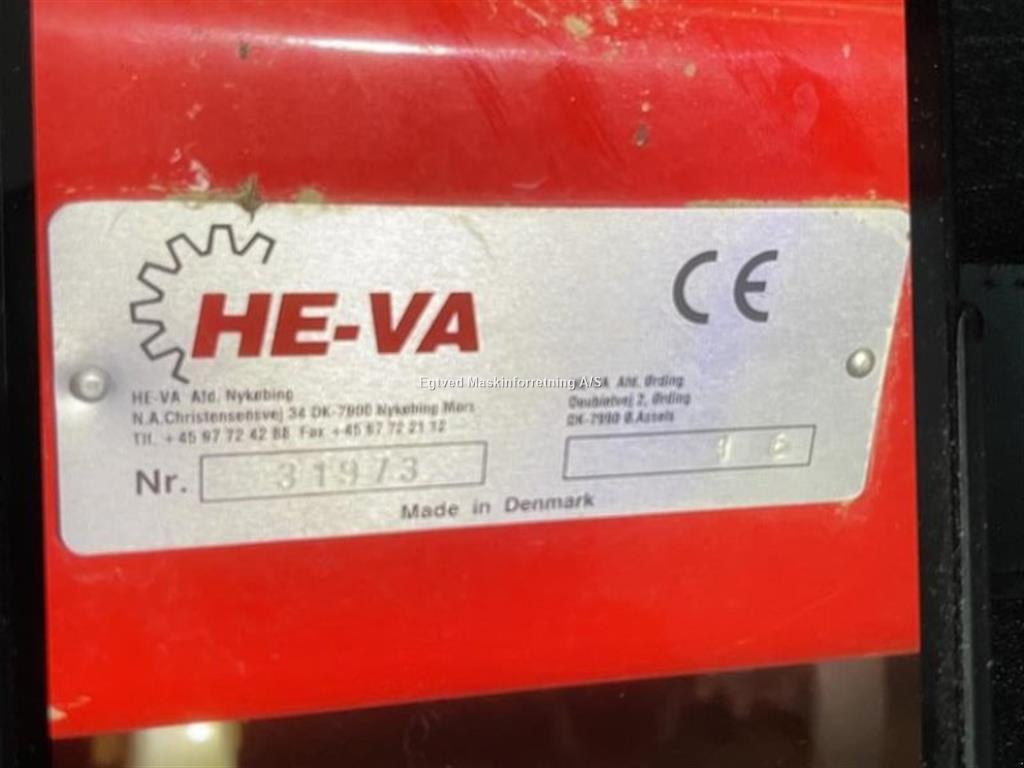 HE-VA
CE
HE-VA Afd. Nykøbing
N.A.Christensensvej 34 DK-7900 Nykøbing Mors
Tlf. +45 97 72 42 88 Fax +45 97 72 21 12
Afd. Ørding
2, Ørding
DK-7990 Ø.Assels
Egtved Maskinforretning A/S
Nr. 31973
Made in Denmark